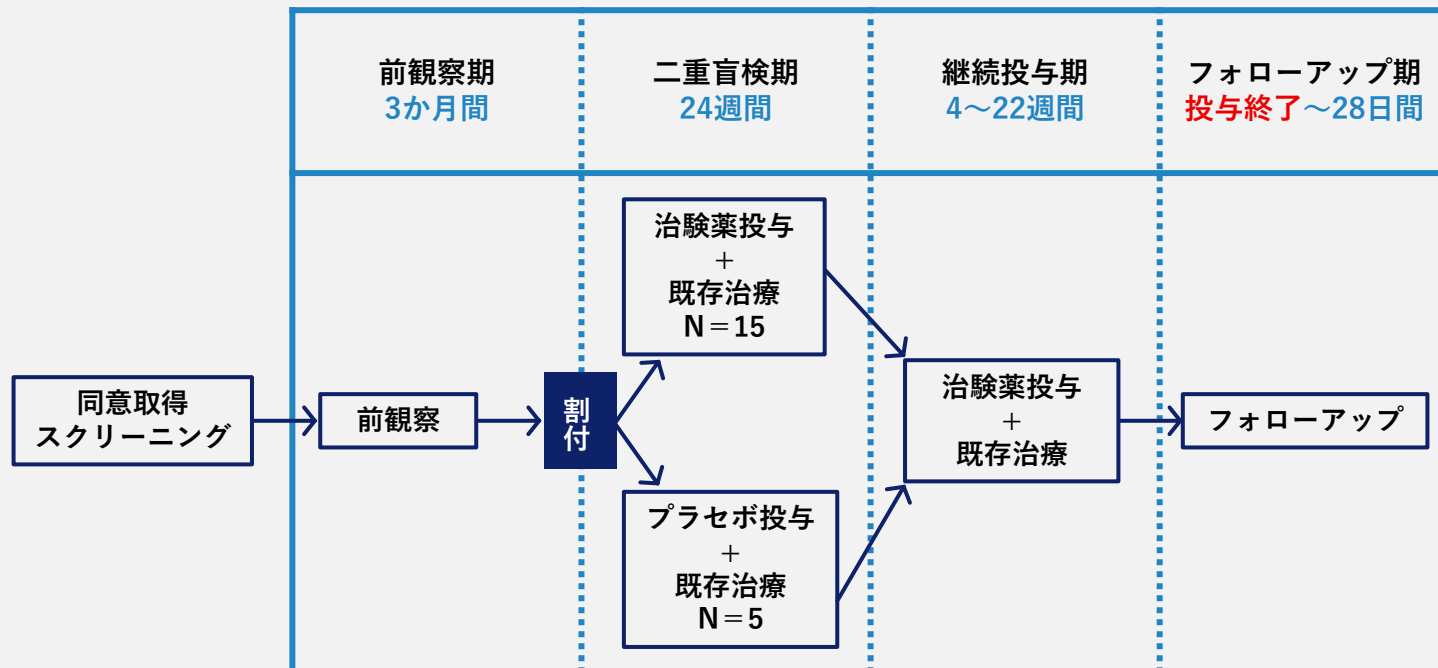 前観察期
3か月間
二重盲検期
24週間
継続投与期
4〜22週間
フォローアップ期
投与終了〜28日間
同意取得
スクリーニング
前観察
割付
治験薬投与
+
既存治療
N=15
プラセボ投与
+
既存治療
N=5
治験薬投与
+
既存治療
フォローアップ